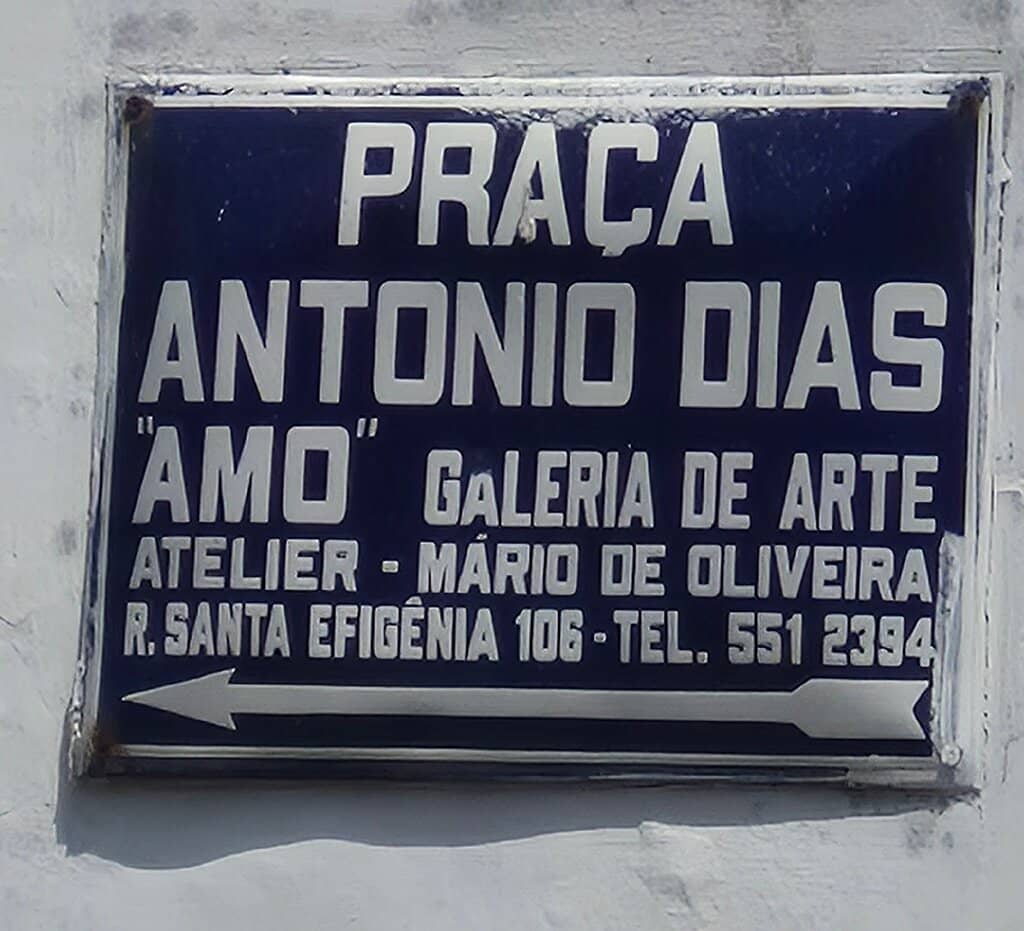 PRAÇA
ANTONIO DIAS
"AMO" GALERIA DE ARTE
ATELIER - MÁRIO DE OLIVEIRA
R. SANTA EFIGÊNIA 106 - TEL. 551 2394